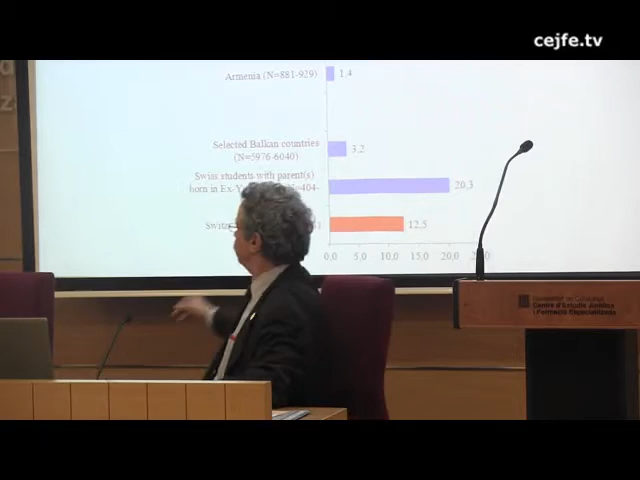 cejfe.tv
Armenia (N=881-929)
1,4
Selected Balkan countries
(N=5976-6040)
3,2
Swiss students with parent(s)
born in Ex-Y =404-
20,3
12,5
0,0 5,0 10,0 15,0 20,0
Centre d'Estudis Jurídics
i Formació Especialitzada